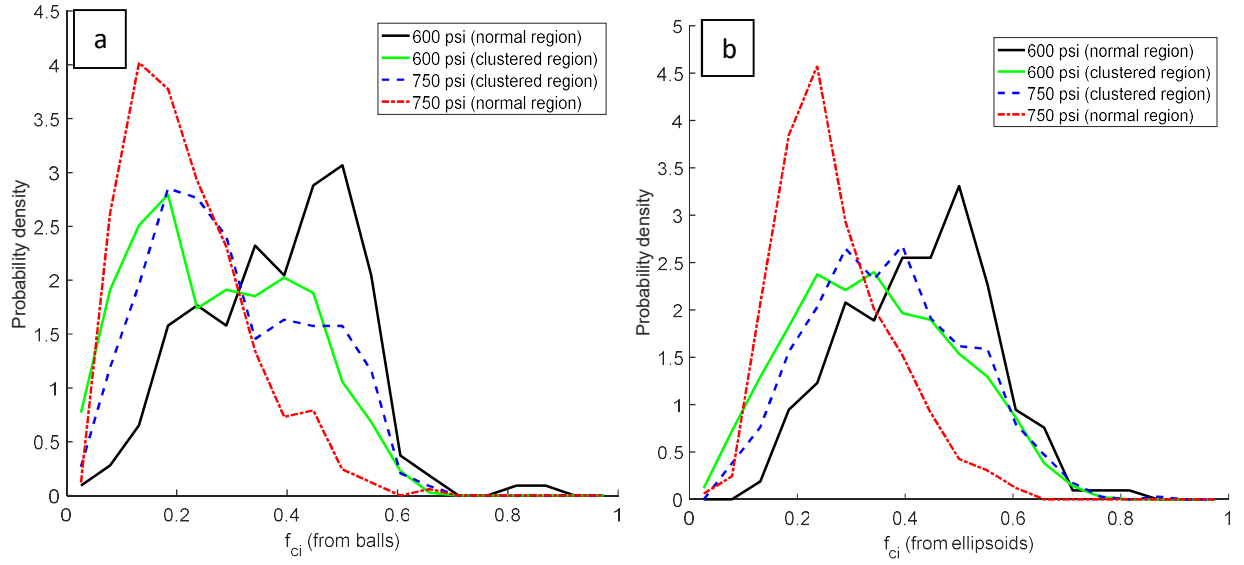 a
4.5
4
3.5
3
2.5
2
1.5
1
0.5
0
Probability density
600 psi (normal region)
600 psi (clustered region)
750 psi (clustered region)
750 psi (normal region)
0 0.2 0.4 0.6 0.8 1
f_ci (from balls)
b
5
4.5
4
3.5
3
2.5
2
1.5
1
0.5
0
Probability density
600 psi (normal region)
600 psi (clustered region)
750 psi (clustered region)
750 psi (normal region)
0 0.2 0.4 0.6 0.8 1
f_ci (from ellipsoids)